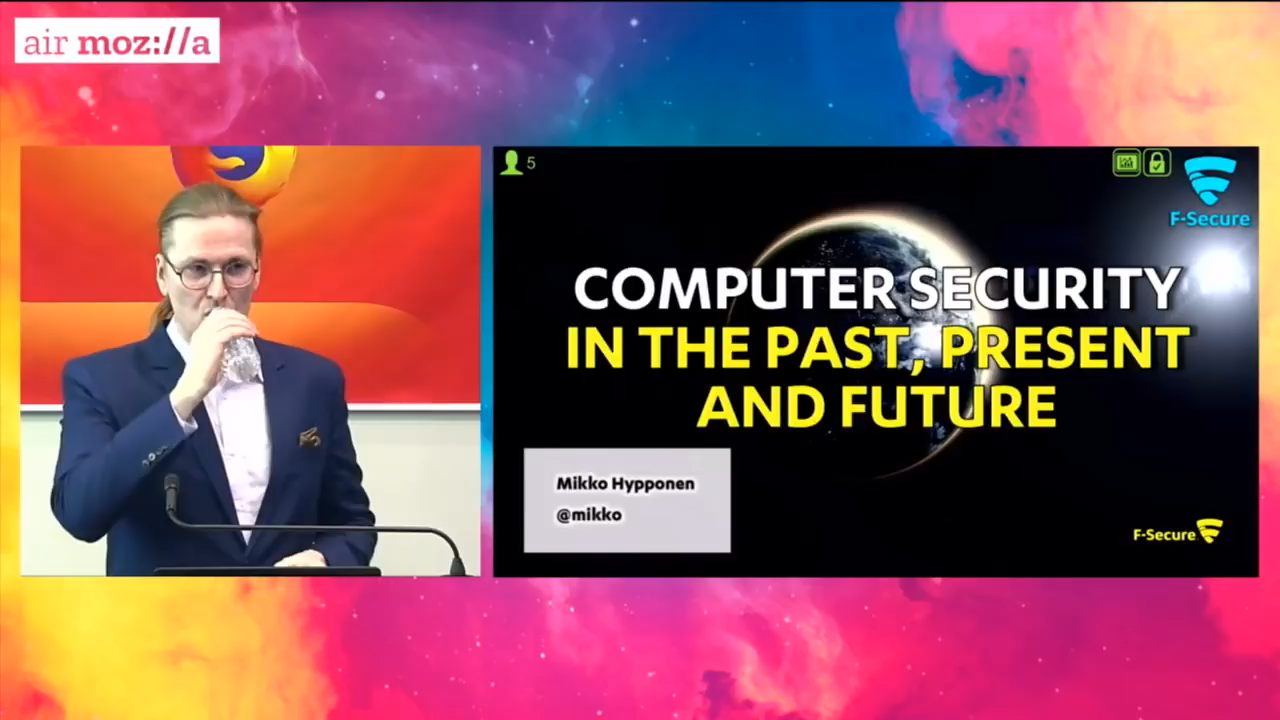 air moz://a
5
F-Secure
COMPUTER SECURITY
IN THE PAST, PRESENT
AND FUTURE
Mikko Hypponen
@mikko
F-Secure